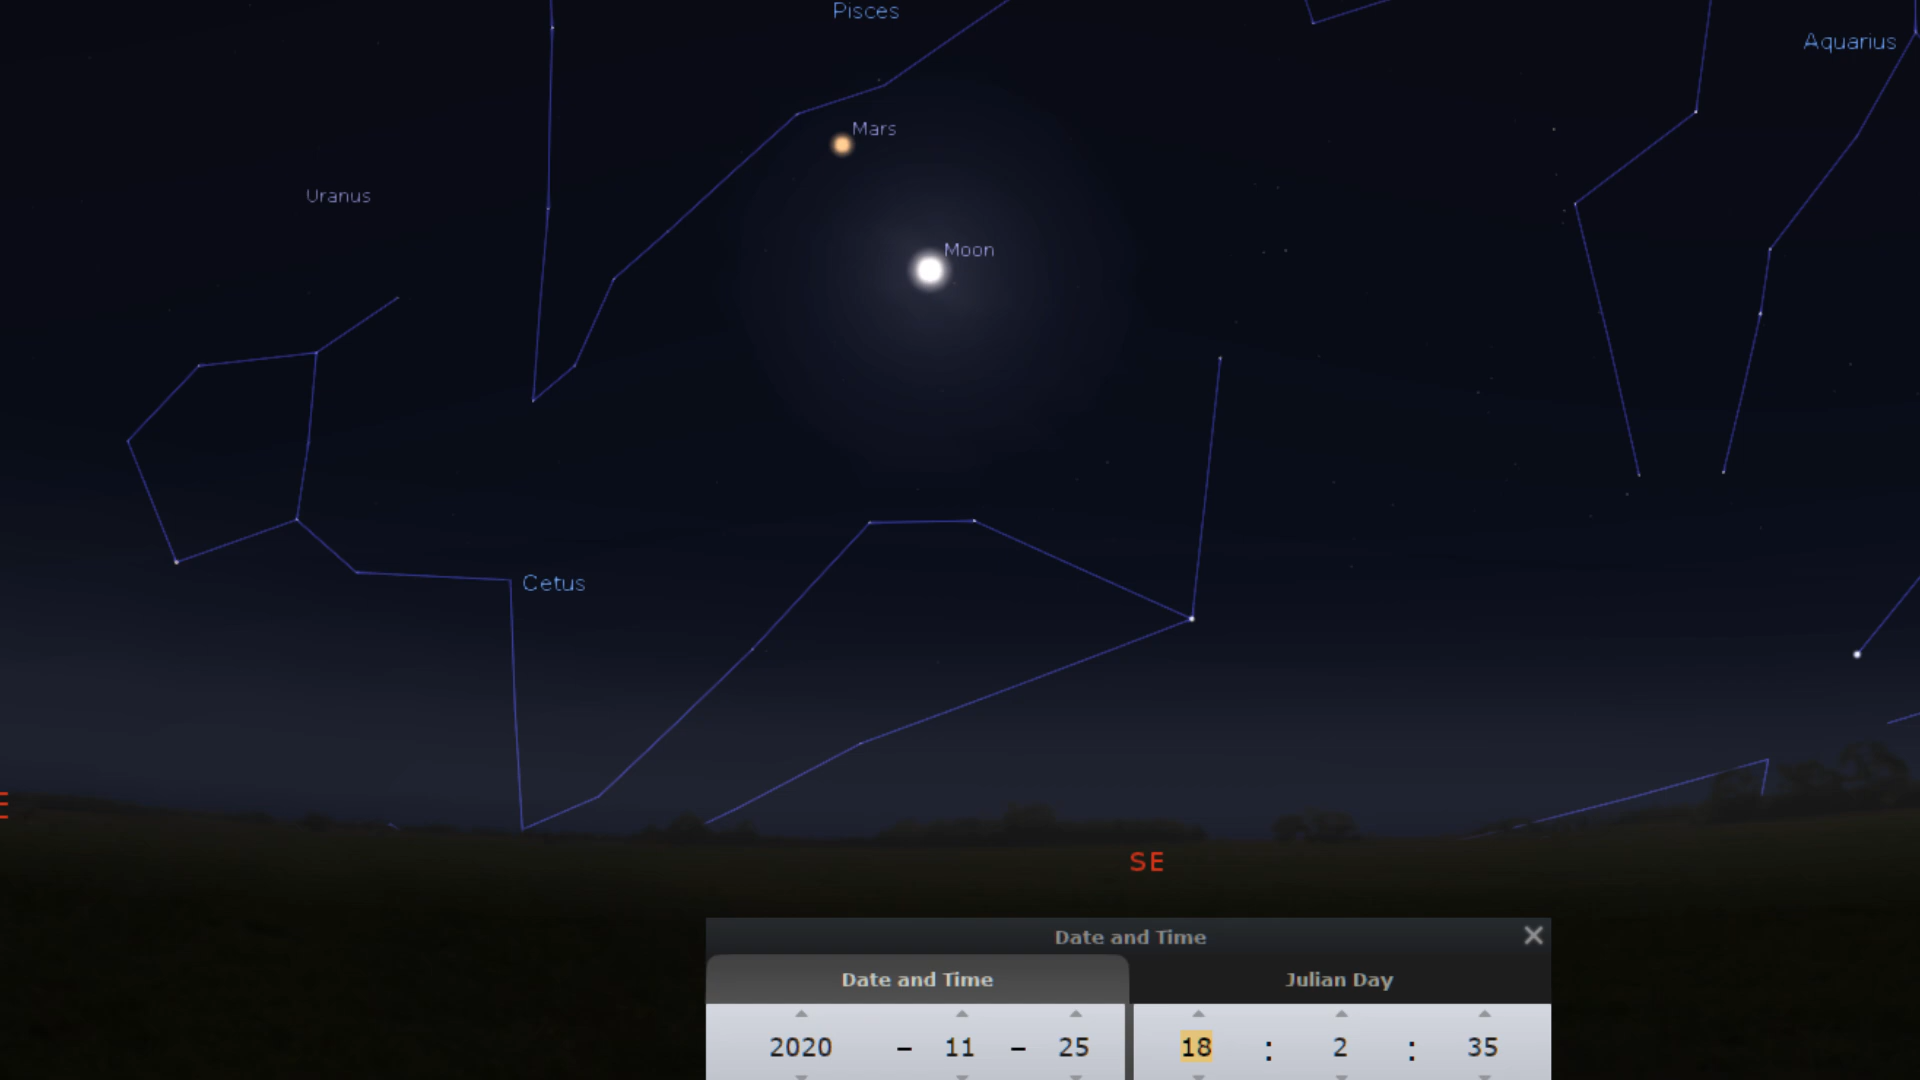 Pisces
Aquarius
Mars
Uranus
Moon
Cetus
E
SE
Date and Time
Date and Time
Julian Day
2020 - 11 - 25
18 : 2 : 35